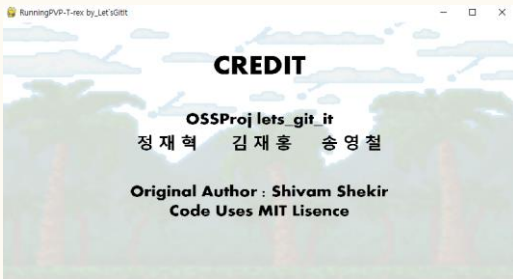 RunningPVP-T-rex by_Let'sGitIt
CREDIT
OSSProj lets_git_it
정 재 혁 김 재 홍 송 영 철
Original Author : Shivam Shekir
Code Uses MIT Lisence